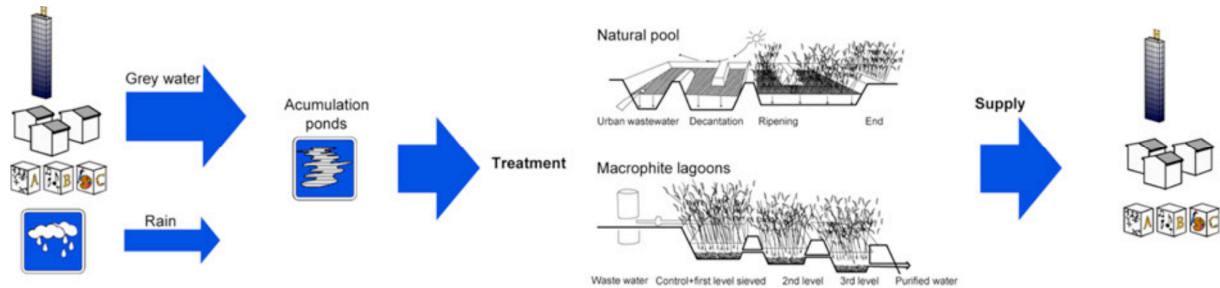 H
Grey water
A
B
C
Rain
Acumulation
ponds
Treatment
Natural pool
Urban wastewater
Decantation
Ripening
End
Macrophite lagoons
Waste water
Control+first level sieved
2nd level
3rd level
Purified water
Supply
H
A
B
C